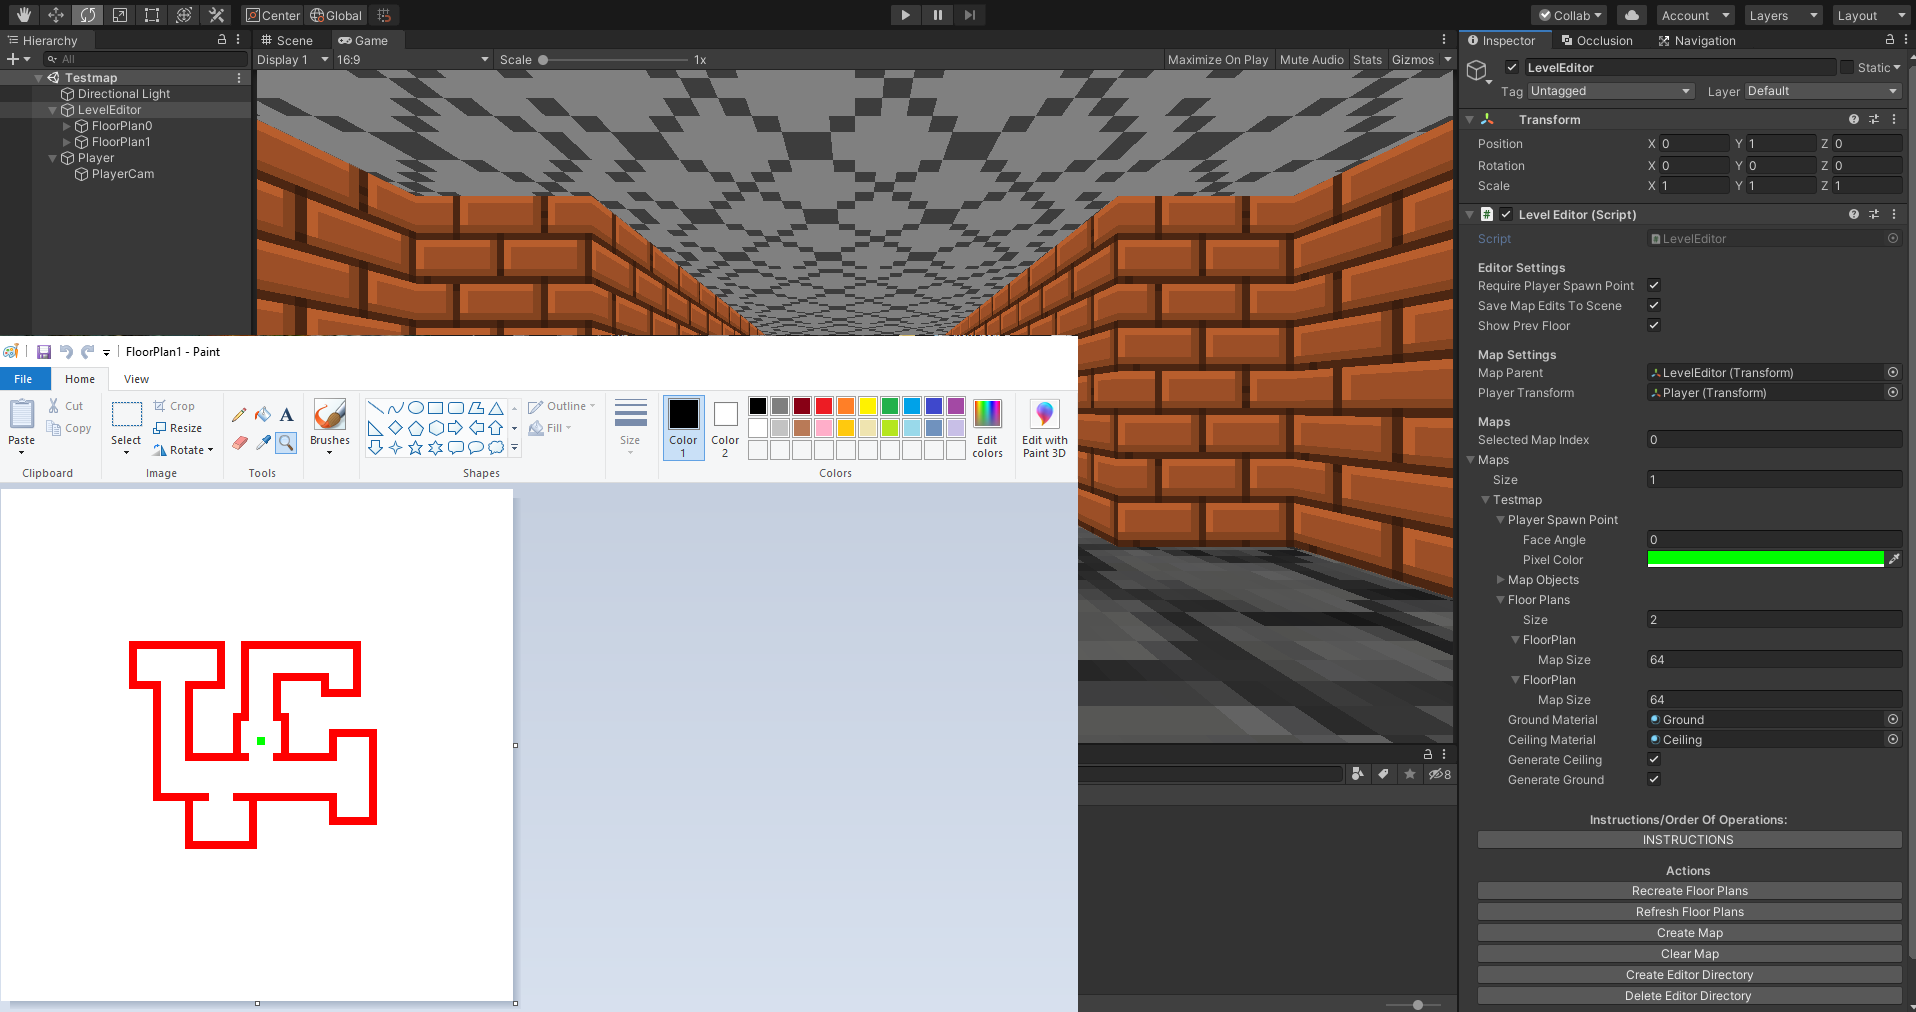 Center
Global
Collab
Account
Layers
Layout
Hierarchy
All
Testmap
Directional Light
LevelEditor
FloorPlan0
FloorPlan1
Player
PlayerCam
Scene
Game
Display 1
16:9
Scale
1x
Maximize On Play
Mute Audio
Stats
Gizmos
FloorPlan1 - Paint
File
Home
View
Paste
Cut
Copy
Clipboard
Select
Crop
Resize
Rotate
Image
Tools
Brushes
Outline
Fill
Shapes
Size
Color 1
Color 2
Edit colors
Colors
Edit with Paint 3D
8
Inspector
Occlusion
Navigation
LevelEditor
Static
Tag Untagged
Layer Default
Transform
Position X 0 Y 1 Z 0
Rotation X 0 Y 0 Z 0
Scale X 1 Y 1 Z 1
Level Editor (Script)
Script LevelEditor
Editor Settings
Require Player Spawn Point
Save Map Edits To Scene
Show Prev Floor
Map Settings
Map Parent LevelEditor (Transform)
Player Transform Player (Transform)
Maps
Selected Map Index 0
Maps
Size 1
Testmap
Player Spawn Point
Face Angle 0
Pixel Color
Map Objects
Floor Plans
Size 2
FloorPlan
Map Size 64
FloorPlan
Map Size 64
Ground Material Ground
Ceiling Material Ceiling
Generate Ceiling
Generate Ground
Instructions/Order Of Operations:
INSTRUCTIONS
Actions
Recreate Floor Plans
Refresh Floor Plans
Create Map
Clear Map
Create Editor Directory
Delete Editor Directory